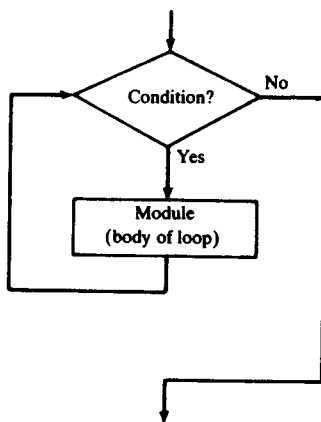 No
Condition?
Yes
Module
(body of loop)